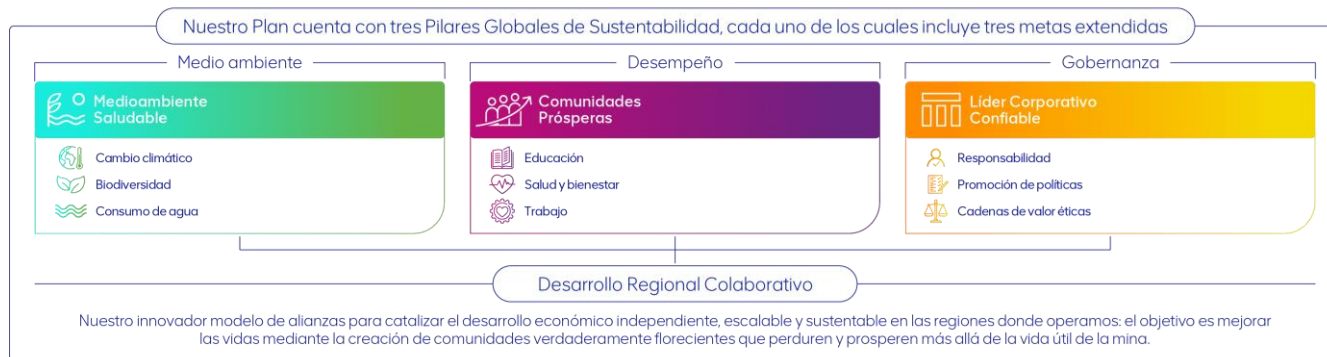 Nuestro Plan cuenta con tres Pilares Globales de Sustentabilidad, cada uno de los cuales incluye tres metas extendidas
Medio ambiente
Medioambiente
Saludable
Cambio climático
Biodiversidad
Consumo de agua
Desempeño
Comunidades
Prósperas
Educación
Salud y bienestar
Trabajo
Gobernanza
Líder Corporativo
Confiable
Responsabilidad
Promoción de políticas
Cadenas de valor éticas
Desarrollo Regional Colaborativo
Nuestro innovador modelo de alianzas para catalizar el desarrollo económico independiente, escalable y sustentable en las regiones donde operamos: el objetivo es mejorar
las vidas mediante la creación de comunidades verdaderamente florecientes que perduren y prosperen más allá de la vida útil de la mina.